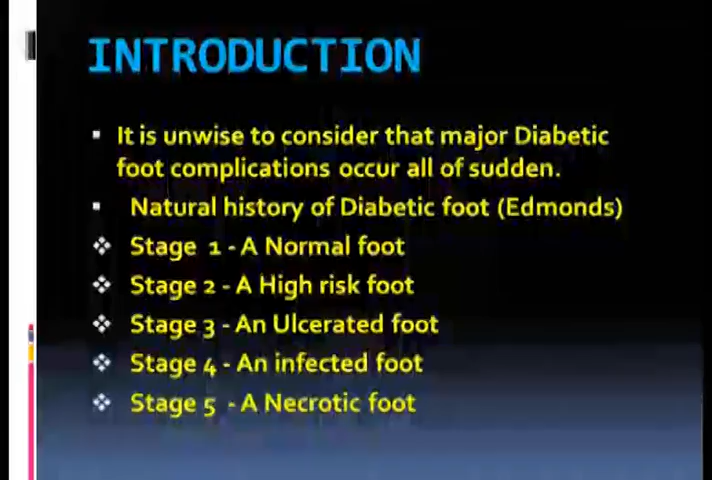 INTRODUCTION
It is unwise to consider that major Diabetic
foot complications occur all of sudden.
Natural history of Diabetic foot (Edmonds)
Stage 1 - A Normal foot
Stage 2 - A High risk foot
Stage 3 - An Ulcerated foot
Stage 4 - An infected foot
Stage 5 - A Necrotic foot